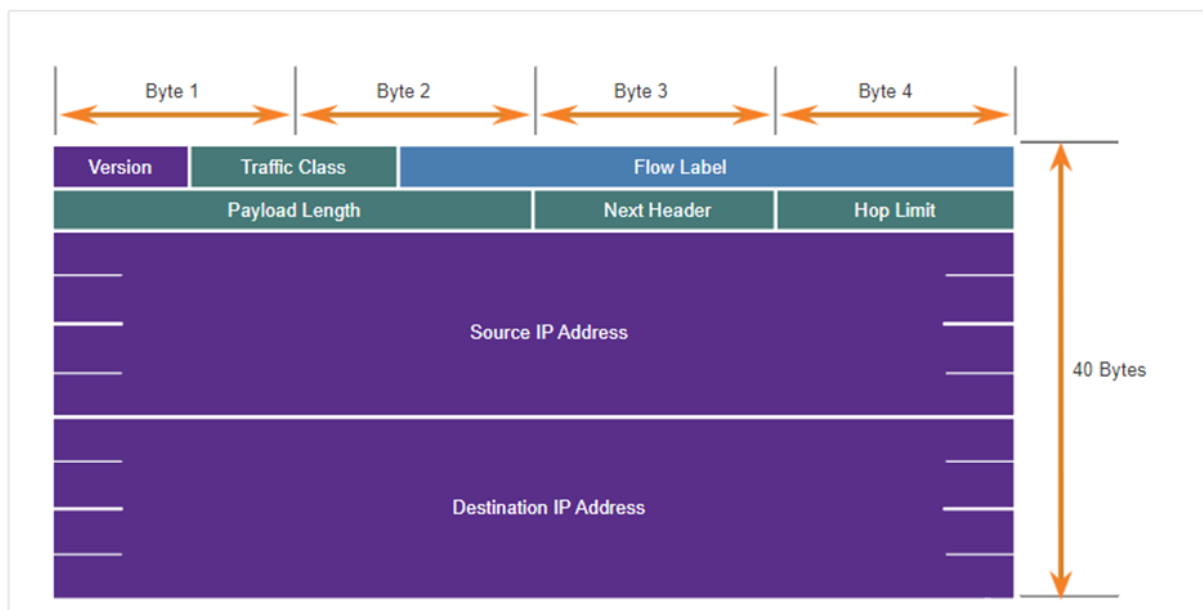 Byte 1 Byte 2 Byte 3 Byte 4
Version Traffic Class Flow Label
Payload Length Next Header Hop Limit
Source IP Address
40 Bytes
Destination IP Address